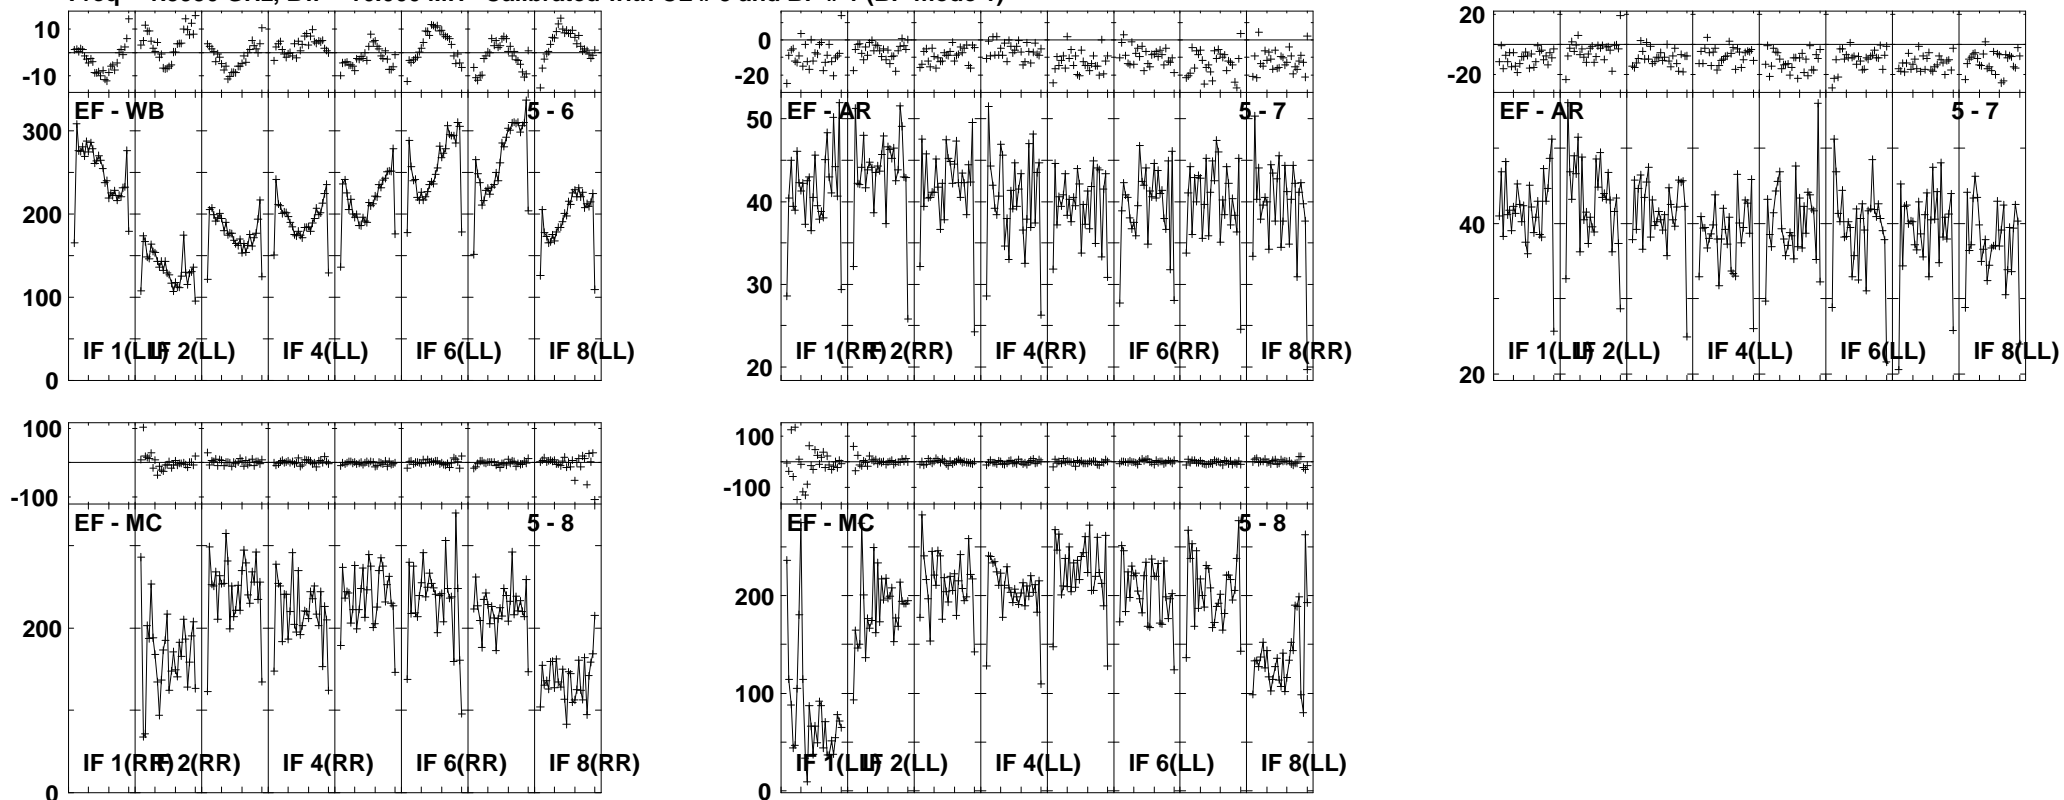 10
0
-10
EF - WB
5 - 6
300
200
100
0
IF 1(LL)
IF 2(LL)
IF 4(LL)
IF 6(LL)
IF 8(LL)
0
-20
EF - AR
5 - 7
50
40
30
20
IF 1(RR)
IF 2(RR)
IF 4(RR)
IF 6(RR)
IF 8(RR)
20
0
-20
EF - AR
5 - 7
40
20
IF 1(LL)
IF 2(LL)
IF 4(LL)
IF 6(LL)
IF 8(LL)
100
-100
EF - MC
5 - 8
200
0
IF 1(RR)
IF 2(RR)
IF 4(RR)
IF 6(RR)
IF 8(RR)
100
-100
EF - MC
5 - 8
200
100
0
IF 1(LL)
IF 2(LL)
IF 4(LL)
IF 6(LL)
IF 8(LL)